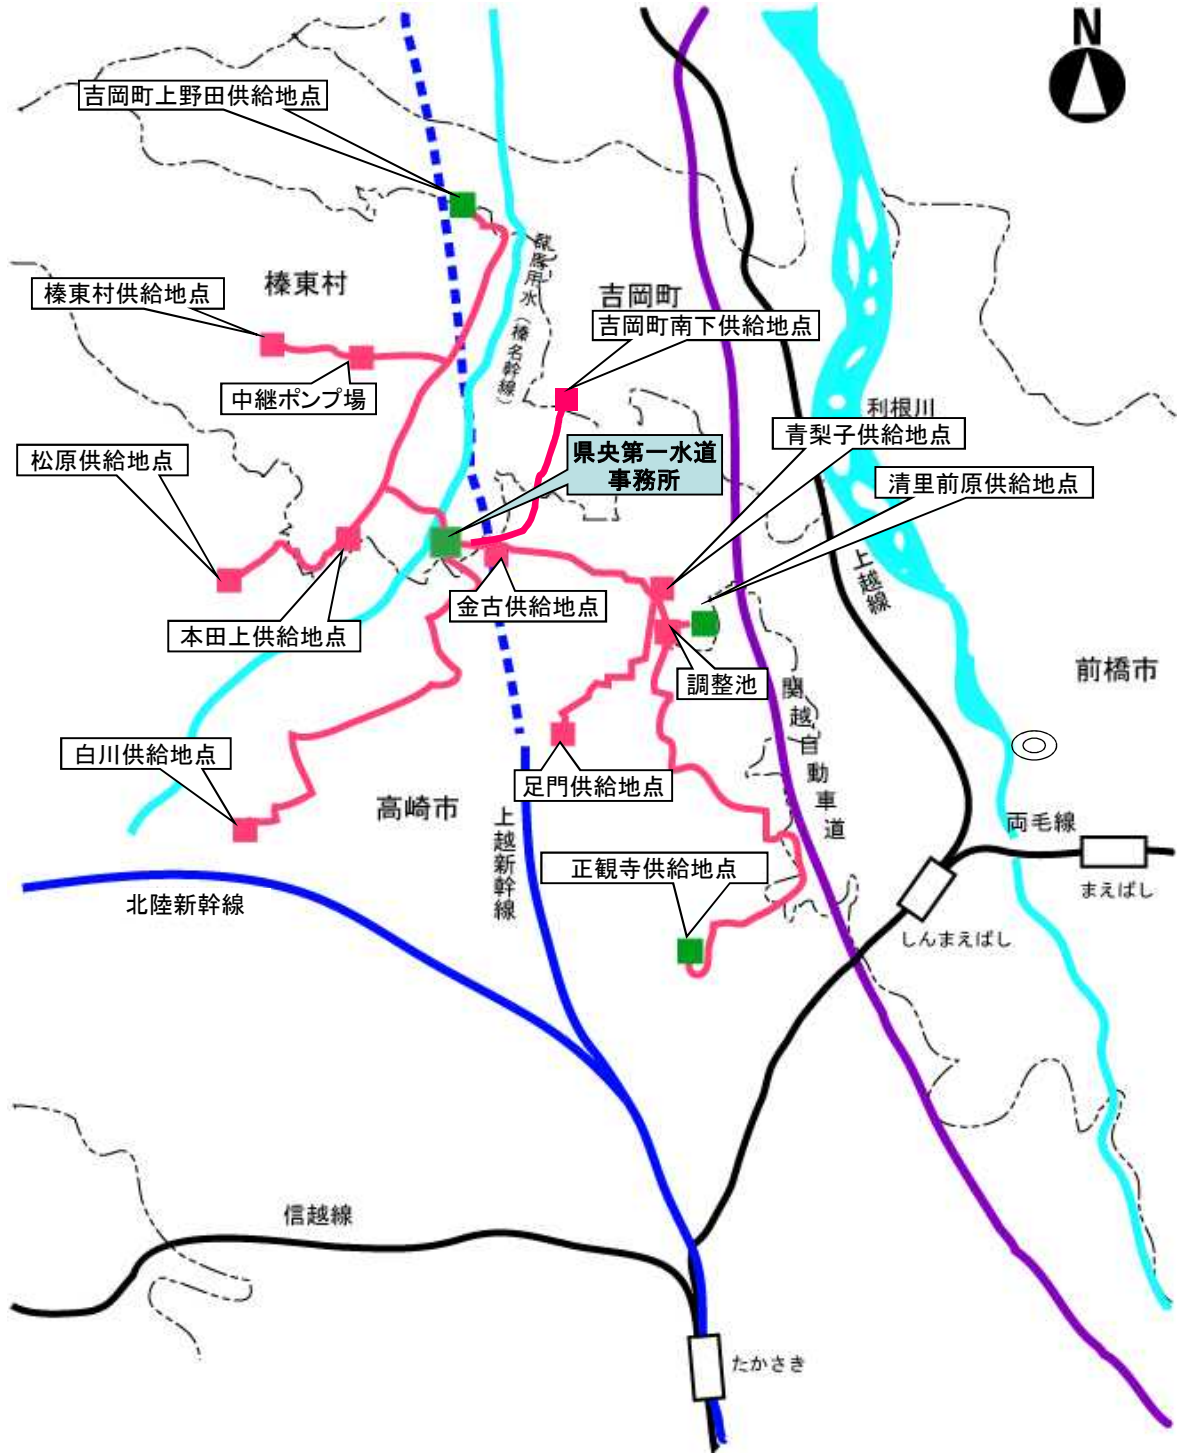 N
吉岡町上野田供給地点
群馬用水（榛名幹線）
榛東村
吉岡町
榛東村供給地点
吉岡町南下供給地点
中継ポンプ場
利根川
青梨子供給地点
県央第一水道
事務所
松原供給地点
清里前原供給地点
上越線
金古供給地点
本田上供給地点
調整池
前橋市
関越自動車道
白川供給地点
足門供給地点
高崎市
上越新幹線
両毛線
正観寺供給地点
まえばし
北陸新幹線
しんまえばし
信越線
たかさき